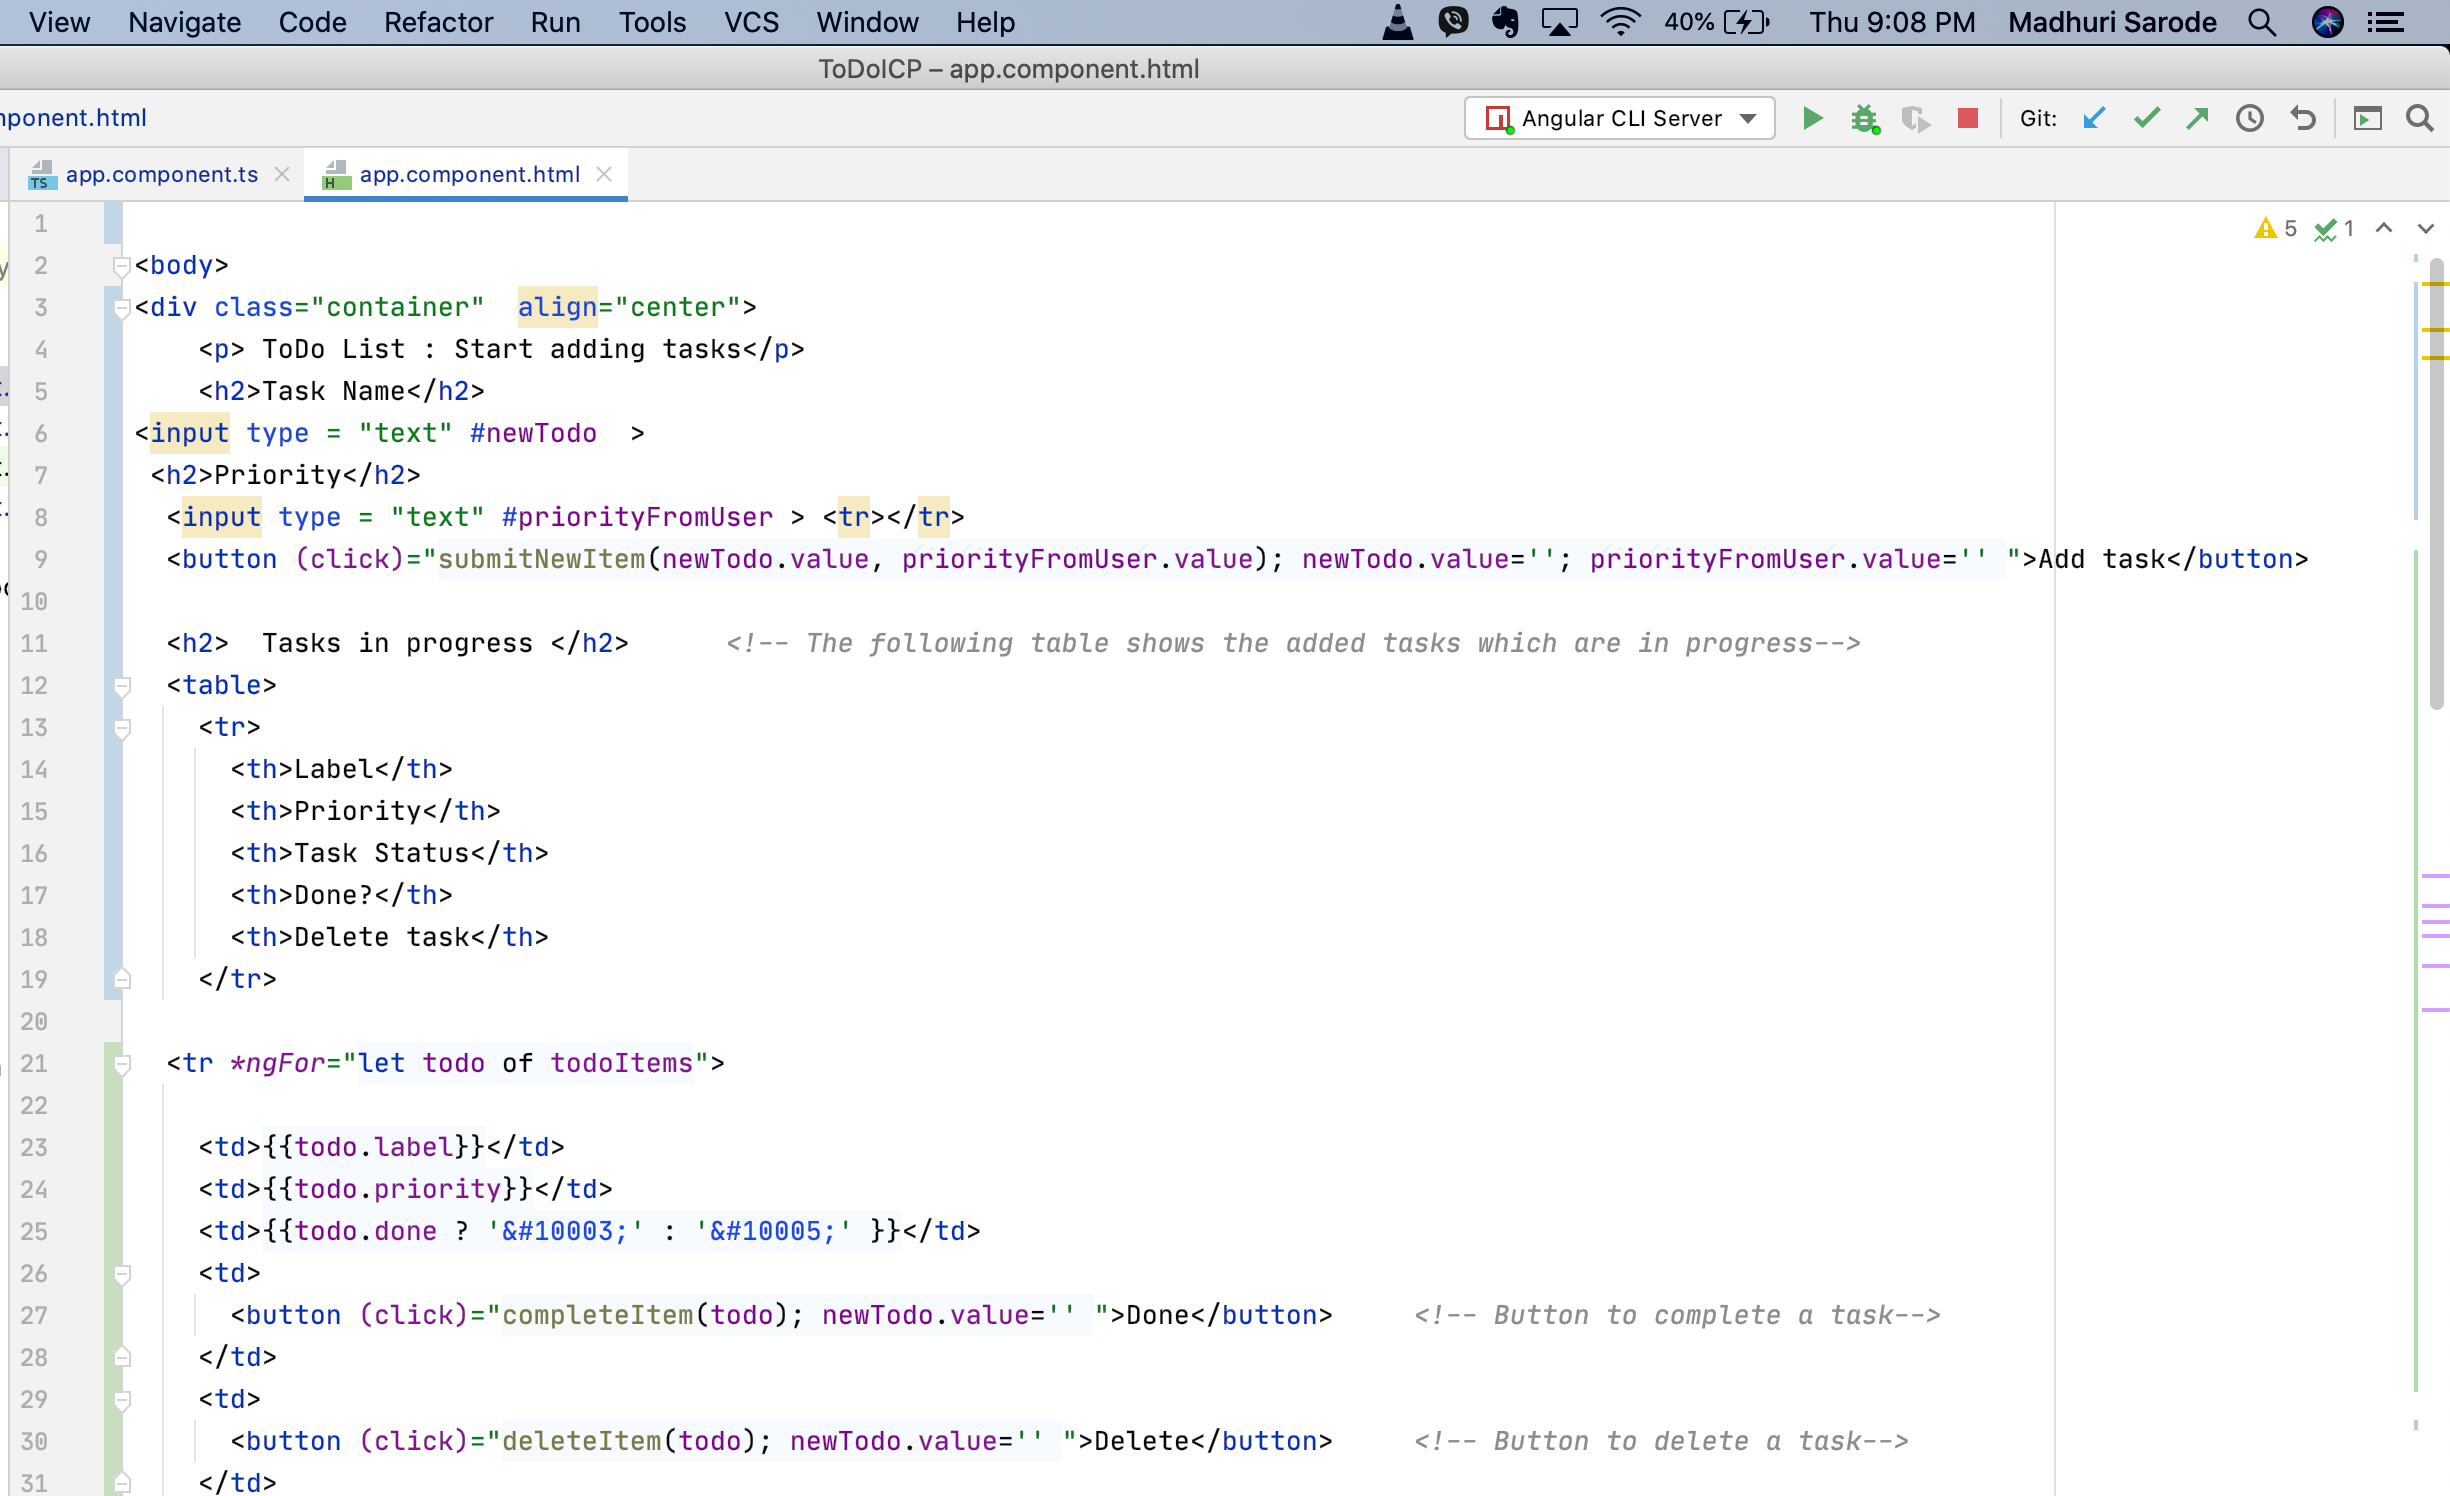 View Navigate Code Refactor Run Tools VCS Window Help 40% Thu 9:08 PM Madhuri Sarode
ToDoICP – app.component.html
ponent.html Angular CLI Server Git:
TS app.component.ts H app.component.html
5 1
1
2 <body>
3 <div class="container"  align="center">
4     <p> ToDo List : Start adding tasks</p>
5     <h2>Task Name</h2>
6 <input type = "text" #newTodo  >
7  <h2>Priority</h2>
8   <input type = "text" #priorityFromUser > <tr></tr>
9   <button (click)="submitNewItem(newTodo.value, priorityFromUser.value); newTodo.value=''; priorityFromUser.value='' ">Add task</button>
10
11   <h2>  Tasks in progress </h2>      <!-- The following table shows the added tasks which are in progress-->
12   <table>
13     <tr>
14       <th>Label</th>
15       <th>Priority</th>
16       <th>Task Status</th>
17       <th>Done?</th>
18       <th>Delete task</th>
19     </tr>
20
21   <tr *ngFor="let todo of todoItems">
22
23     <td>{{todo.label}}</td>
24     <td>{{todo.priority}}</td>
25     <td>{{todo.done ? '&#10003;' : '&#10005;' }}</td>
26     <td>
27       <button (click)="completeItem(todo); newTodo.value='' ">Done</button>     <!-- Button to complete a task-->
28     </td>
29     <td>
30       <button (click)="deleteItem(todo); newTodo.value='' ">Delete</button>     <!-- Button to delete a task-->
31     </td>